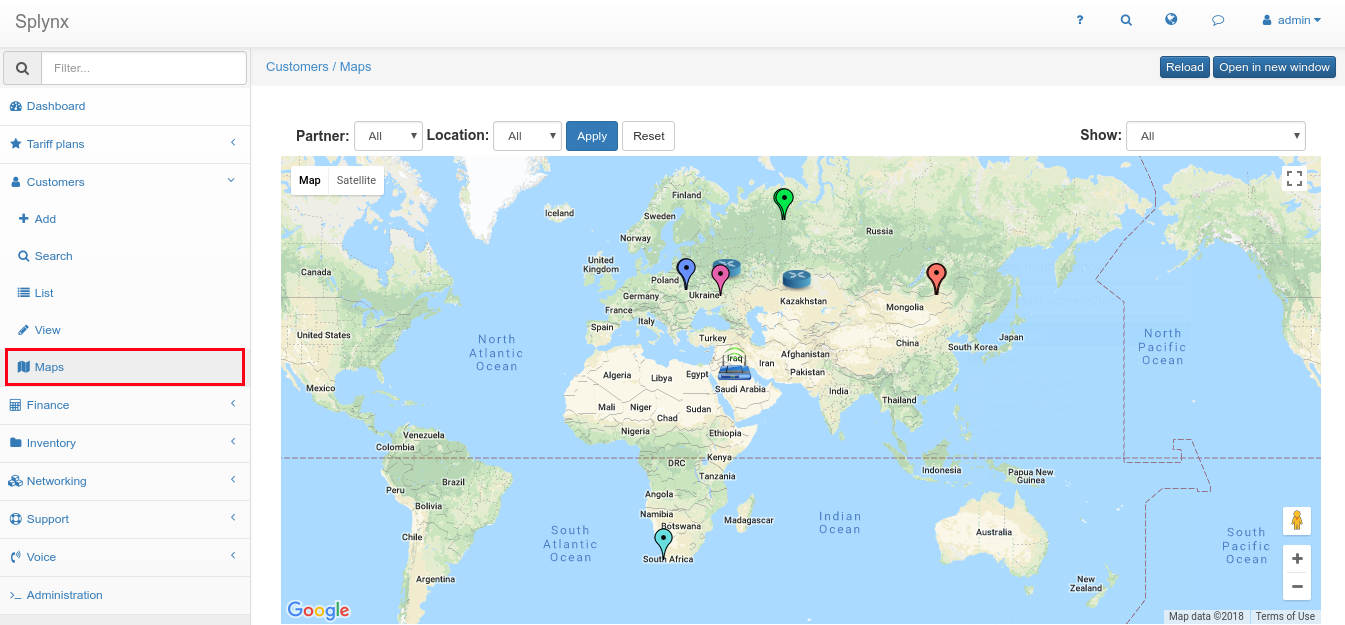 Splynx
?
admin
Filter...
Customers / Maps
Reload
Open in new window
Dashboard
Tariff plans
Customers
Add
Search
List
View
Maps
Finance
Inventory
Networking
Support
Voice
Administration
Partner: All Location: All Apply Reset
Show: All
Map Satellite
Iceland
Finland
Sweden
Norway
Russia
United
Kingdom
Canada
Poland
Germany
Ukraine
France
Kazakhstan
Mongolia
Italy
Spain
United States
North
Atlantic
Ocean
Turkey
China
South Korea
Japan
North
Pacific
Ocean
Iraq
Iran
Afghanistan
Pakistan
Algeria
Libya
Egypt
Saudi Arabia
India
Mexico
Mali
Niger
Sudan
Chad
Thailand
Nigeria
Ethiopia
Venezuela
Colombia
Kenya
DRC
Indonesia
Papua New
Guinea
Tanzania
Brazil
Peru
Angola
Bolivia
Namibia
Botswana
Madagascar
Indian
Ocean
South
Atlantic
Ocean
Chile
South Africa
Australia
South
Pacific
Ocean
Argentina
New
Zealand
Google
Map data ©2018 Terms of Use